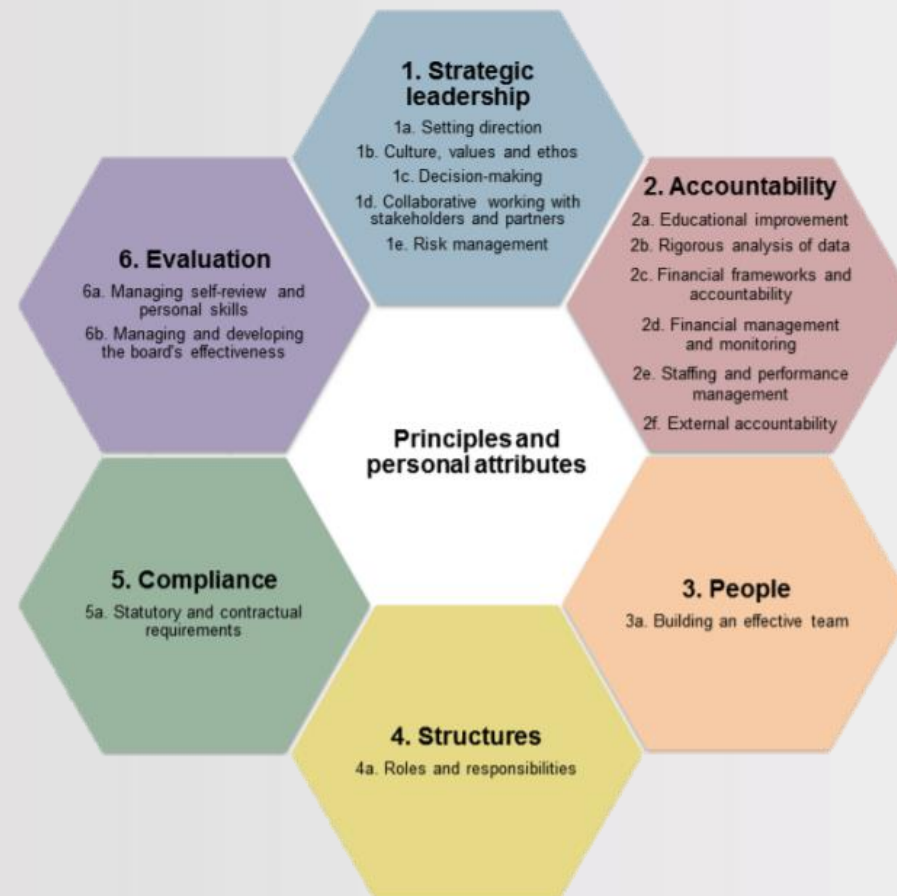 1. Strategic
leadership
1a. Setting direction
1b. Culture, values and ethos
1c. Decision-making
1d. Collaborative working with
stakeholders and partners
1e. Risk management
2. Accountability
2a. Educational improvement
2b. Rigorous analysis of data
2c. Financial frameworks and
accountability
2d. Financial management
and monitoring
2e. Staffing and performance
management
2f. External accountability
3. People
3a. Building an effective team
4. Structures
4a. Roles and responsibilities
5. Compliance
5a. Statutory and contractual
requirements
6. Evaluation
6a. Managing self-review and
personal skills
6b. Managing and developing
the board's effectiveness
Principles and
personal attributes